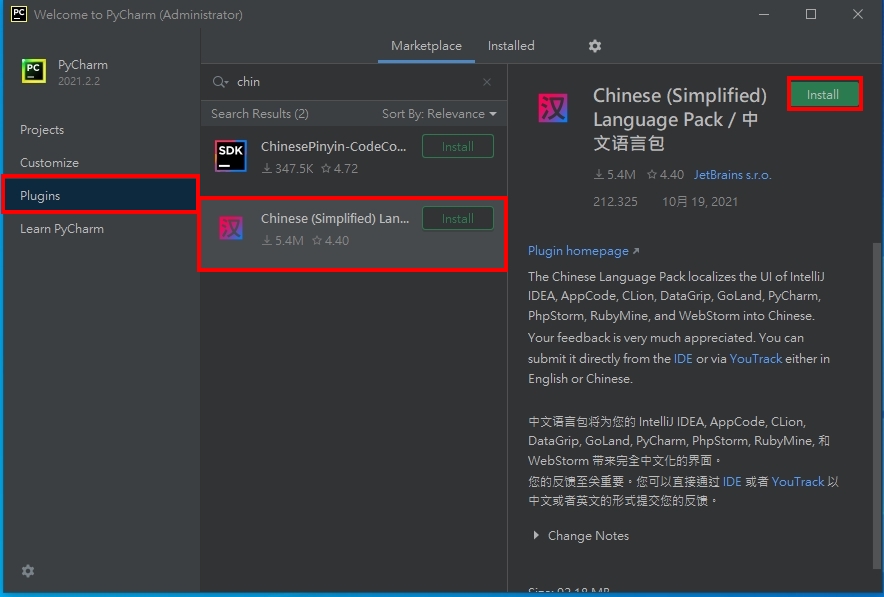 PC Welcome to PyCharm (Administrator)
PC
PyCharm
2021.2.2
Projects
Customize
Plugins
Learn PyCharm
Marketplace Installed
chin
Search Results (2) Sort By: Relevance
SDK
ChinesePinyin-CodeCo... Install
347.5K 4.72
汉
Chinese (Simplified) Lan... Install
5.4M 4.40
汉
Chinese (Simplified)
Language Pack / 中
文语言包
Install
5.4M 4.40 JetBrains s.r.o.
212.325 10月 19, 2021
Plugin homepage
The Chinese Language Pack localizes the UI of IntelliJ
IDEA, AppCode, CLion, DataGrip, GoLand, PyCharm,
PhpStorm, RubyMine, and WebStorm into Chinese.
Your feedback is very much appreciated. You can
submit it directly from the IDE or via YouTrack either in
English or Chinese.
中文语言包将为您的 IntelliJ IDEA, AppCode, CLion,
DataGrip, GoLand, PyCharm, PhpStorm, RubyMine, 和
WebStorm 带来完全中文化的界面。
您的反馈至关重要。您可以直接通过 IDE 或者 YouTrack 以
中文或者英文的形式提交您的反馈。
Change Notes
Size: 92.18 MB